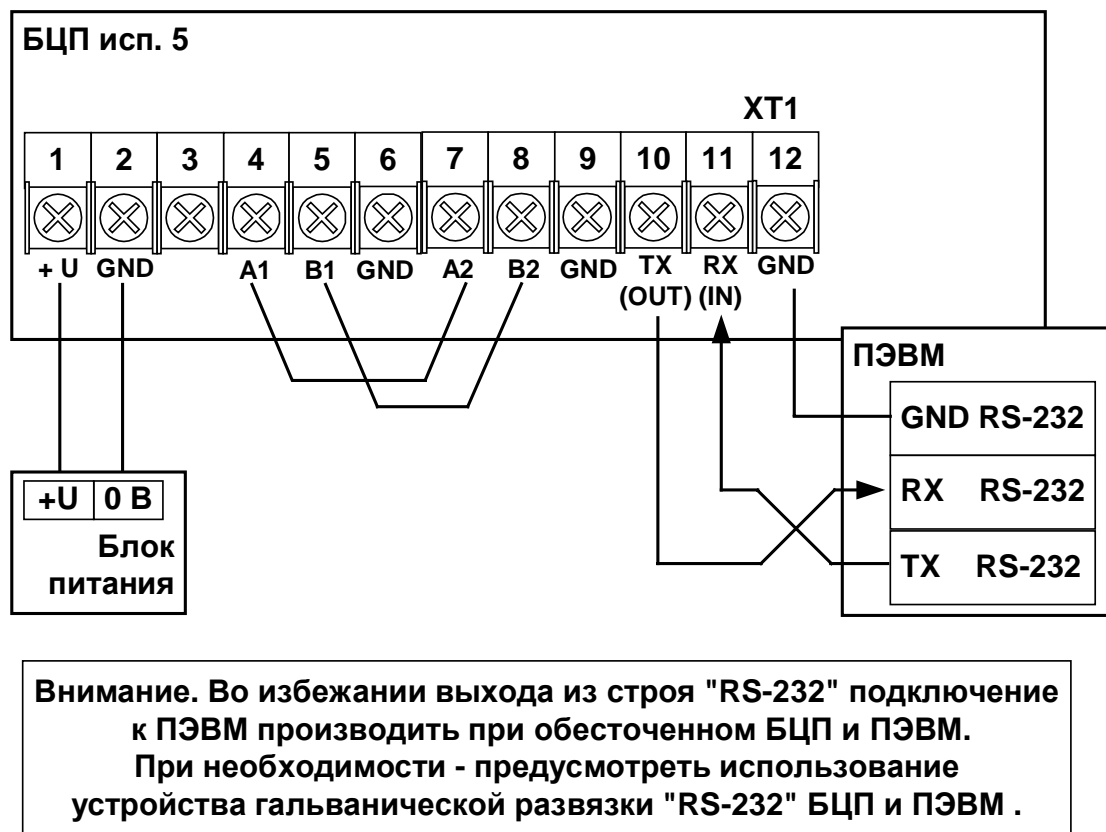 БЦП исп. 5
XT1
1 2 3 4 5 6 7 8 9 10 11 12
+ U GND A1 B1 GND A2 B2 GND TX RX GND
(OUT) (IN)
ПЭВМ
GND RS-232
RX RS-232
TX RS-232
+U 0 В
Блок
питания
Внимание. Во избежании выхода из строя "RS-232" подключение
к ПЭВМ производить при обесточенном БЦП и ПЭВМ.
При необходимости - предусмотреть использование
устройства гальванической развязки "RS-232" БЦП и ПЭВМ .